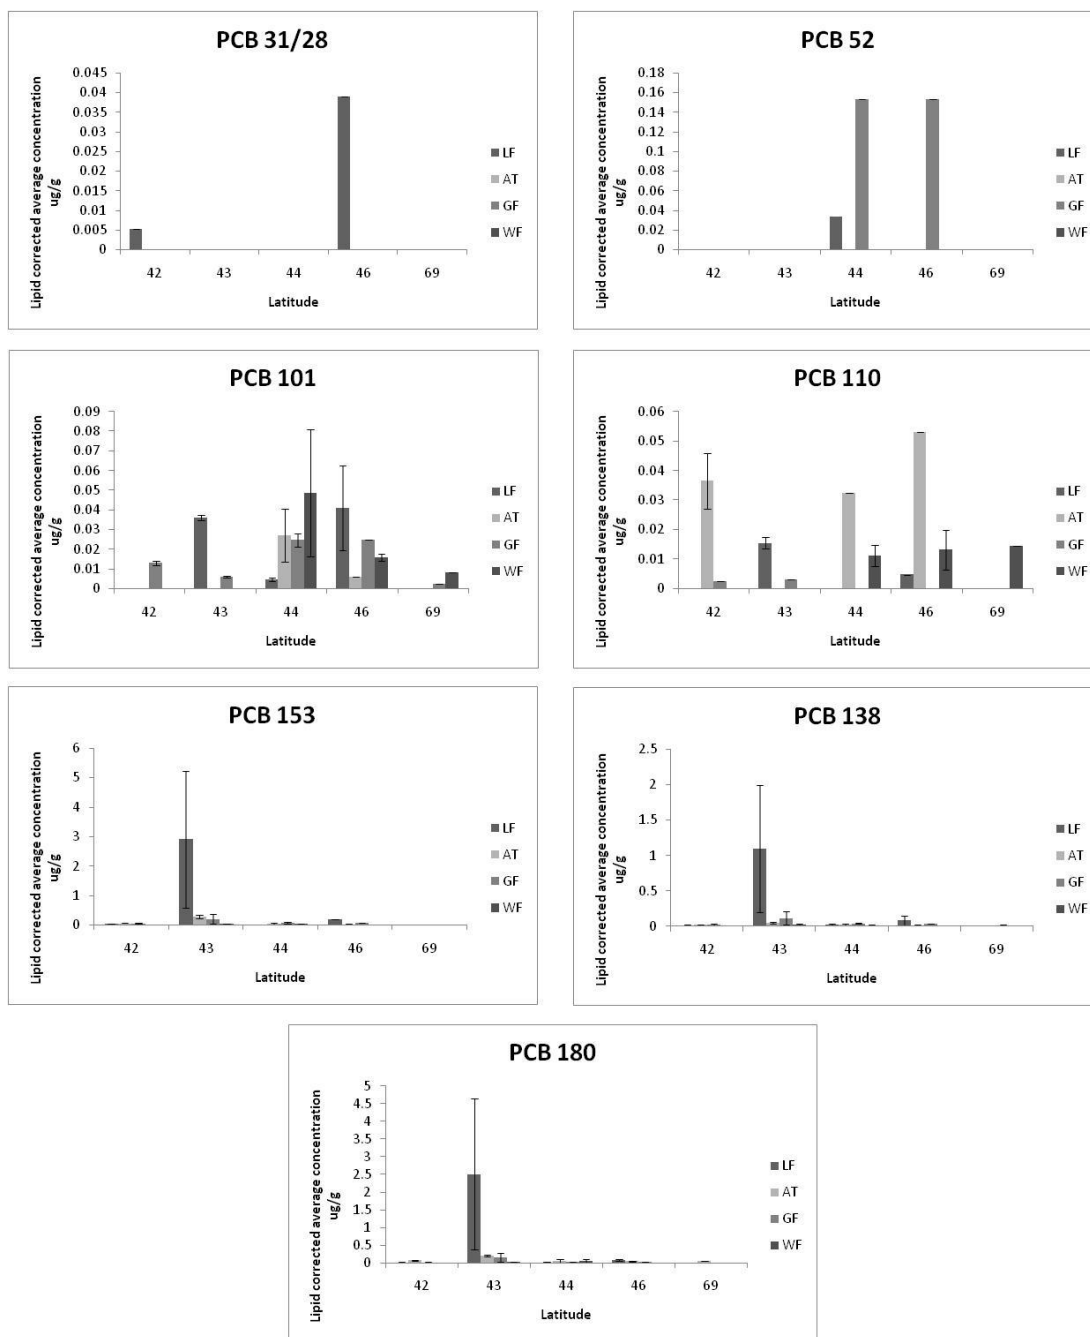 PCB 31/28
Lipid corrected average concentration
ug/g
0.045
0.04
0.035
0.03
0.025
0.02
0.015
0.01
0.005
0
42 43 44 46 69
Latitude
LF
AT
GF
WF
PCB 52
Lipid corrected average concentration
ug/g
0.18
0.16
0.14
0.12
0.1
0.08
0.06
0.04
0.02
0
42 43 44 46 69
Latitude
LF
AT
GF
WF
PCB 101
Lipid corrected average concentration
ug/g
0.09
0.08
0.07
0.06
0.05
0.04
0.03
0.02
0.01
0
42 43 44 46 69
Latitude
LF
AT
GF
WF
PCB 110
Lipid corrected average concentration
ug/g
0.06
0.05
0.04
0.03
0.02
0.01
0
42 43 44 46 69
Latitude
LF
AT
GF
WF
PCB 153
Lipid corrected average concentration
ug/g
6
5
4
3
2
1
0
42 43 44 46 69
Latitude
LF
AT
GF
WF
PCB 138
Lipid corrected average concentration
ug/g
2.5
2
1.5
1
0.5
0
42 43 44 46 69
Latitude
LF
AT
GF
WF
PCB 180
Lipid corrected average concentration
ug/g
5
4.5
4
3.5
3
2.5
2
1.5
1
0.5
0
42 43 44 46 69
Latitude
LF
AT
GF
WF